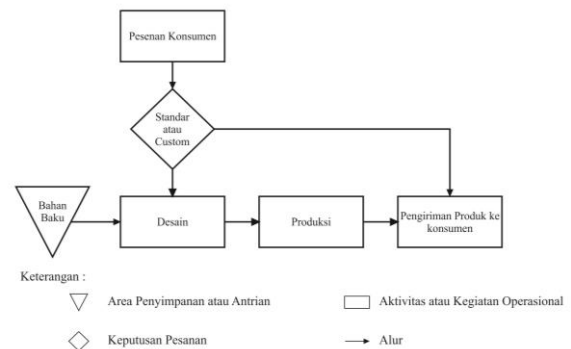 Pesenan Konsumen
Standar
atau
Custom
Bahan
Baku
Desain
Produksi
Pengiriman Produk ke
konsumen
Keterangan :
Area Penyimpanan atau Antrian
Aktivitas atau Kegiatan Operasional
Keputusan Pesanan
Alur